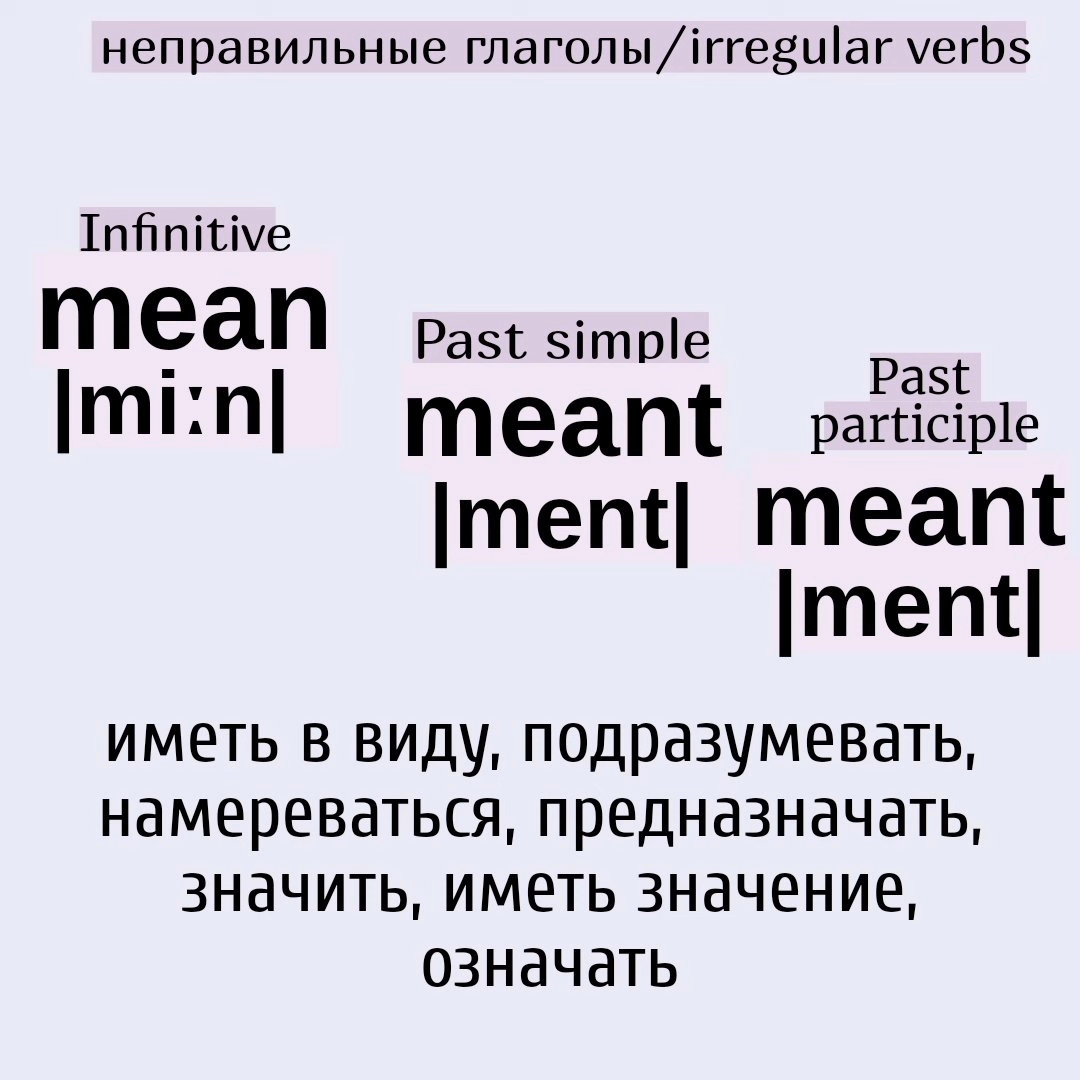 неправильные глаголы/irregular verbs
Infinitive
mean
|miːn|
Past simple
meant
|ment|
Past
participle
meant
|ment|
иметь в виду, подразумевать,
намереваться, предназначать,
значить, иметь значение,
означать